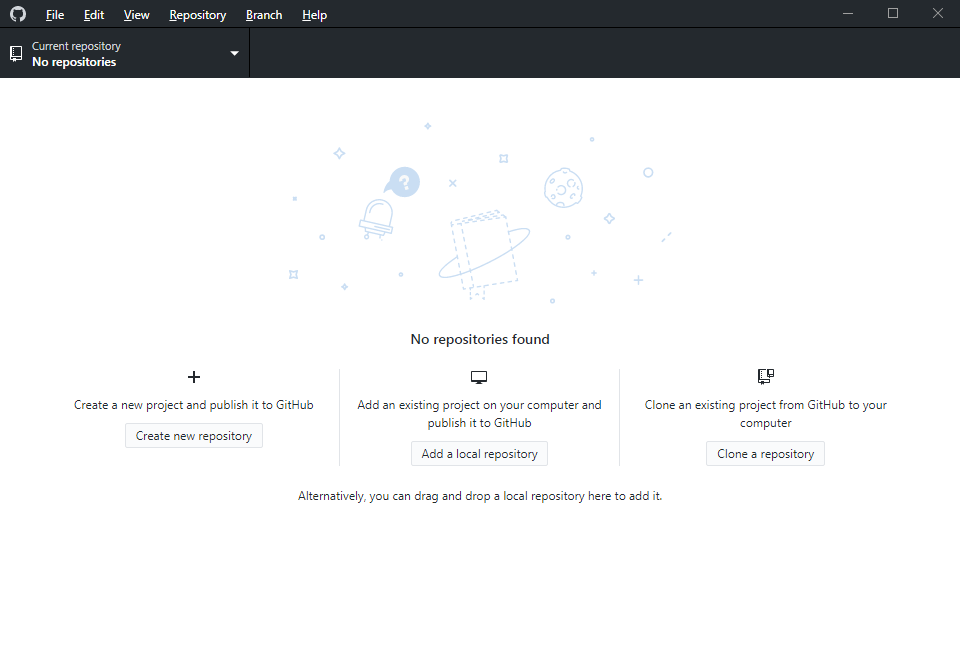 File Edit View Repository Branch Help
Current repository
No repositories
?
No repositories found
Create a new project and publish it to GitHub
Create new repository
Add an existing project on your computer and
publish it to GitHub
Add a local repository
Clone an existing project from GitHub to your
computer
Clone a repository
Alternatively, you can drag and drop a local repository here to add it.